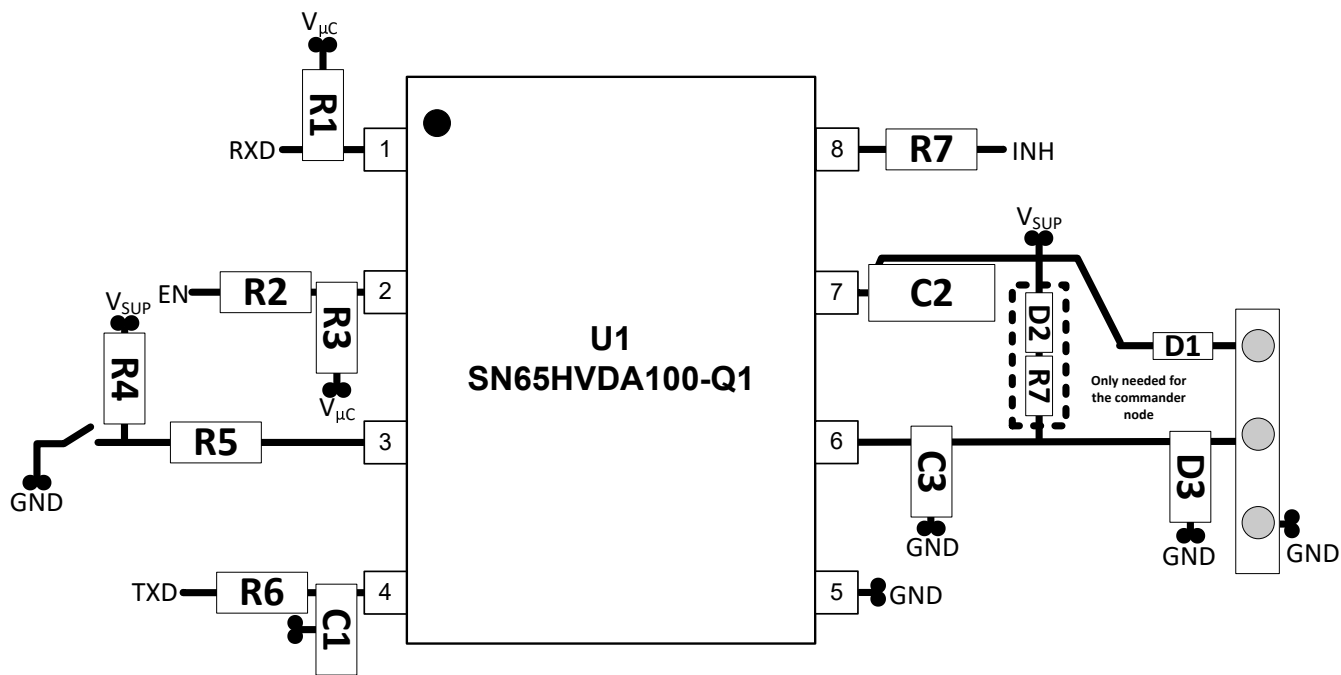 VµC
R1
RXD
1
8
R7
INH
VSUP
EN
R2
2
R3
VµC
7
C2
D2
R7
D1
Only needed for
the commander
node
U1
SN65HVDA100-Q1
VSUP
R4
R5
3
GND
6
C3
GND
D3
GND
GND
TXD
R6
4
C1
5
GND